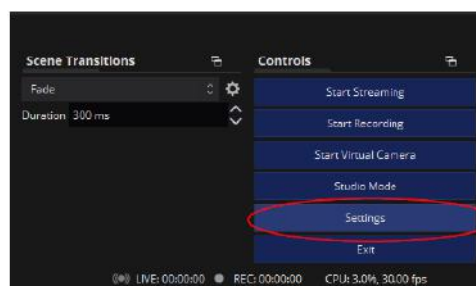 Scene Transitions
Fade
Duration 300 ms
Controls
Start Streaming
Start Recording
Start Virtual Camera
Studio Mode
Settings
Exit
LIVE: 00:00:00 REC: 00:00:00 CPU: 3.0%, 30.00 fps